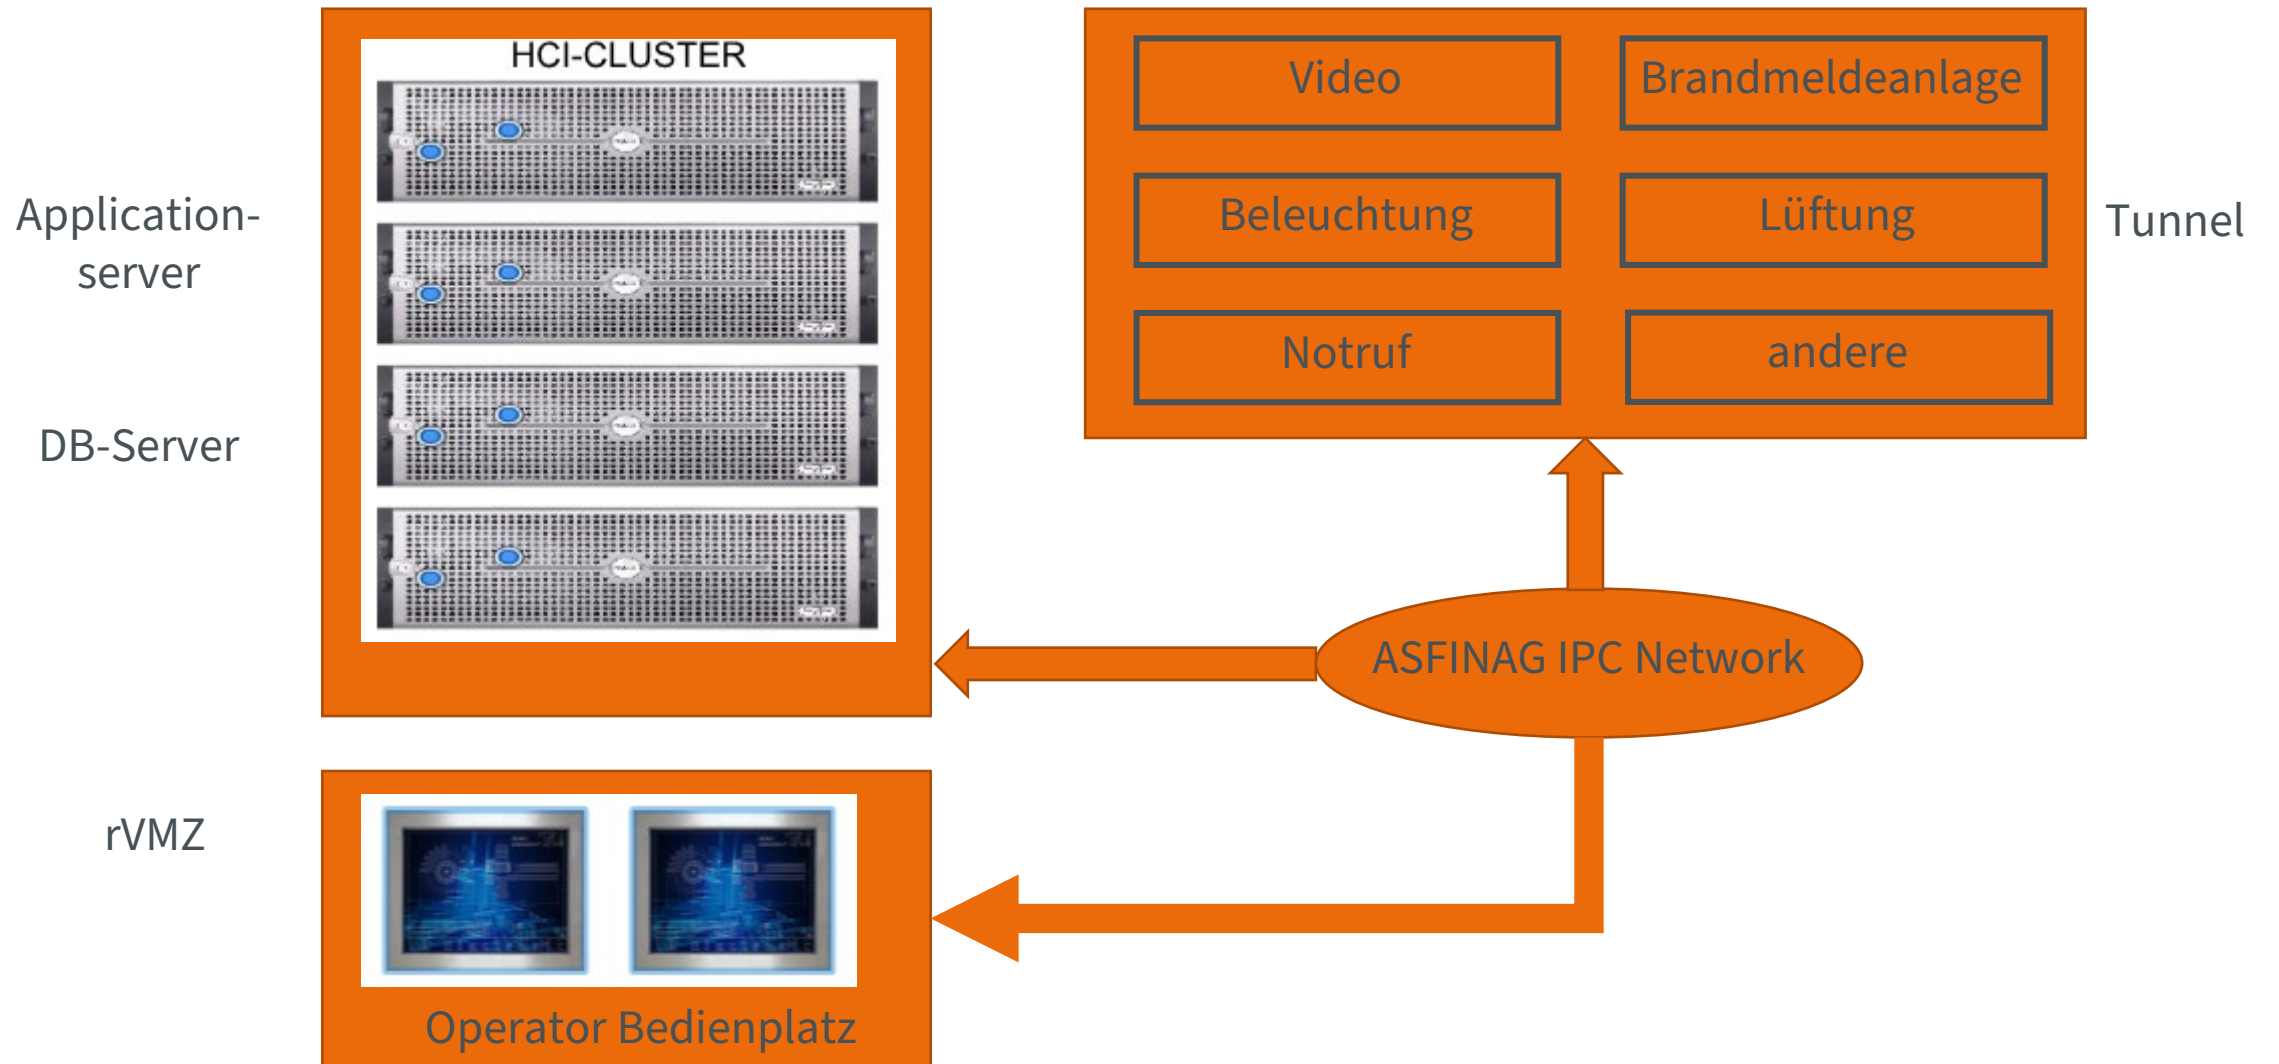 HCI-CLUSTER
Application-
server
DB-Server
Video
Brandmeldeanlage
Beleuchtung
Lüftung
Notruf
andere
Tunnel
ASFINAG IPC Network
rVMZ
Operator Bedienplatz